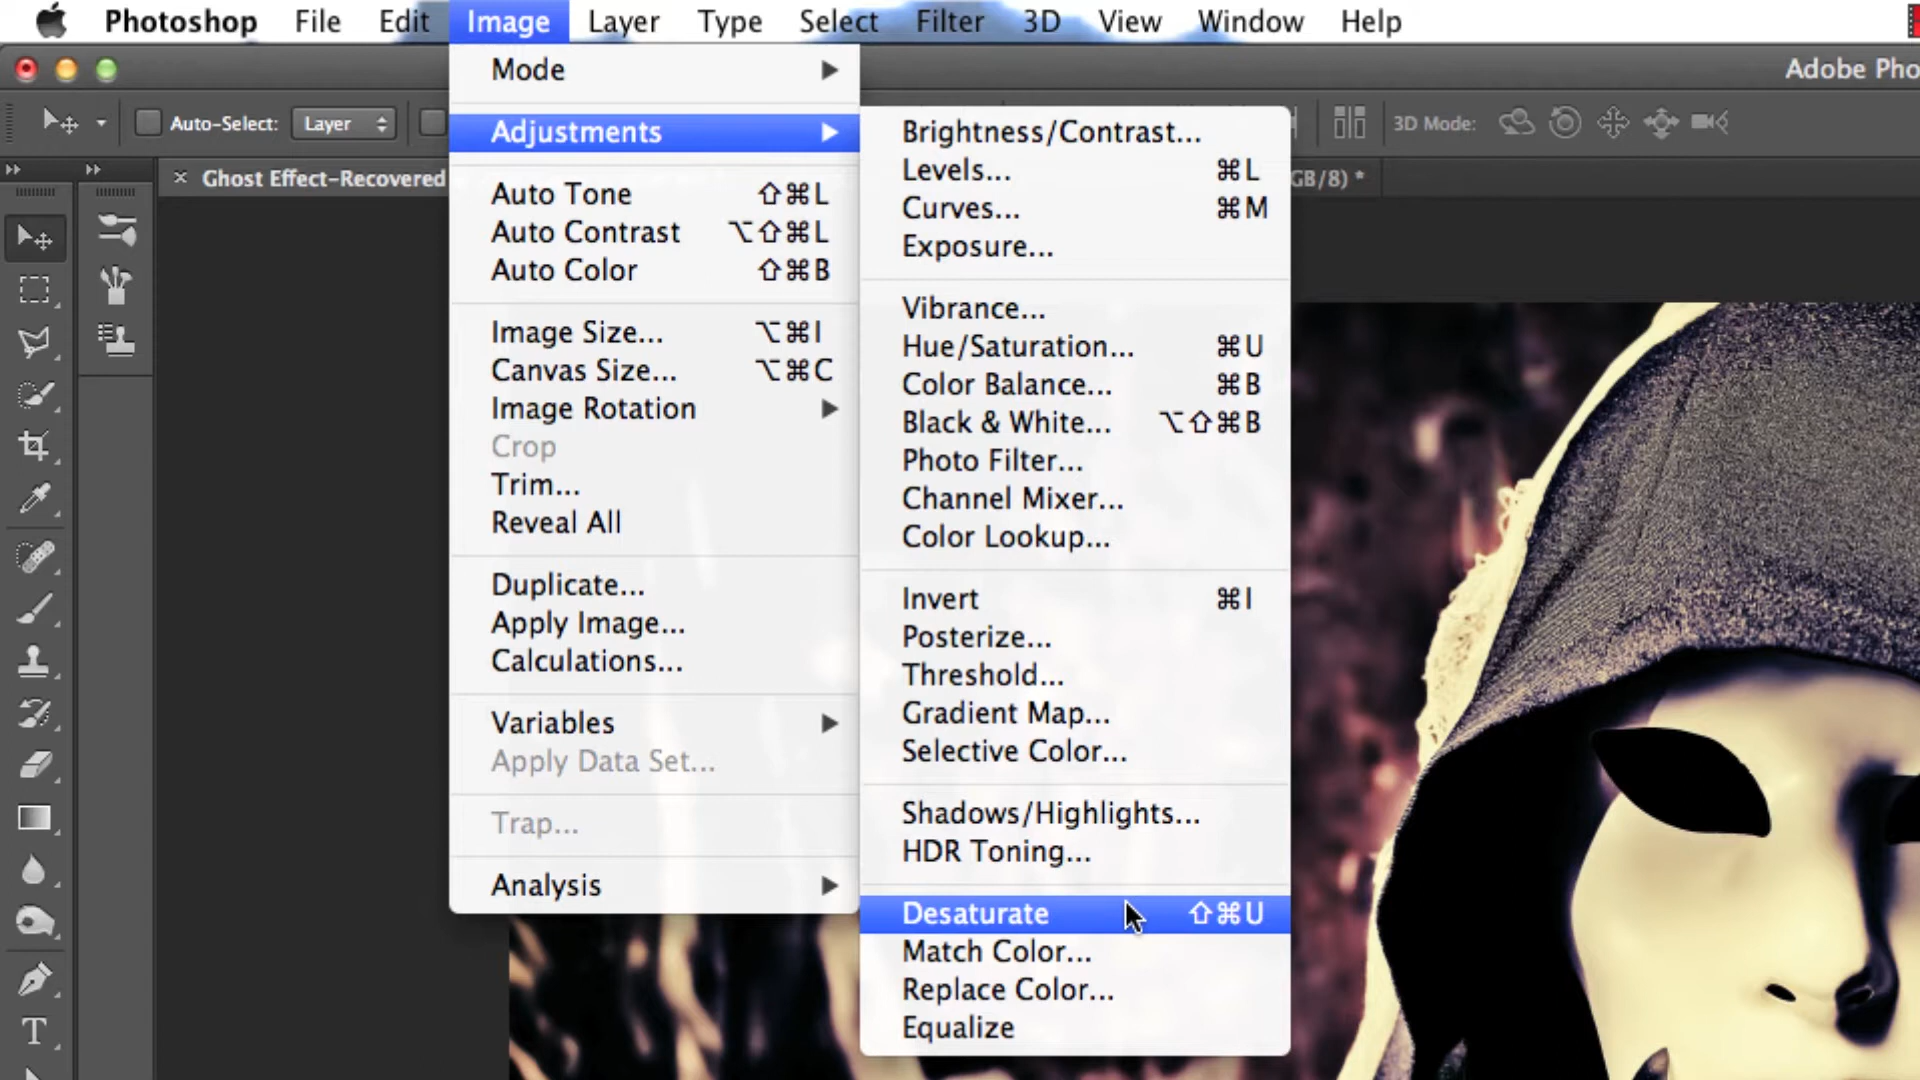 Photoshop File Edit Image Layer Type Select Filter 3D View Window Help
Adobe Pho
Auto-Select: Layer
3D Mode:
Ghost Effect-Recovered
GB/8) *
Mode
Adjustments
Auto Tone ⇧⌘L
Auto Contrast ⌥⇧⌘L
Auto Color ⇧⌘B
Image Size... ⌥⌘I
Canvas Size... ⌥⌘C
Image Rotation
Crop
Trim...
Reveal All
Duplicate...
Apply Image...
Calculations...
Variables
Apply Data Set...
Trap...
Analysis
Brightness/Contrast...
Levels... ⌘L
Curves... ⌘M
Exposure...
Vibrance...
Hue/Saturation... ⌘U
Color Balance... ⌘B
Black & White... ⌥⇧⌘B
Photo Filter...
Channel Mixer...
Color Lookup...
Invert ⌘I
Posterize...
Threshold...
Gradient Map...
Selective Color...
Shadows/Highlights...
HDR Toning...
Desaturate ⇧⌘U
Match Color...
Replace Color...
Equalize